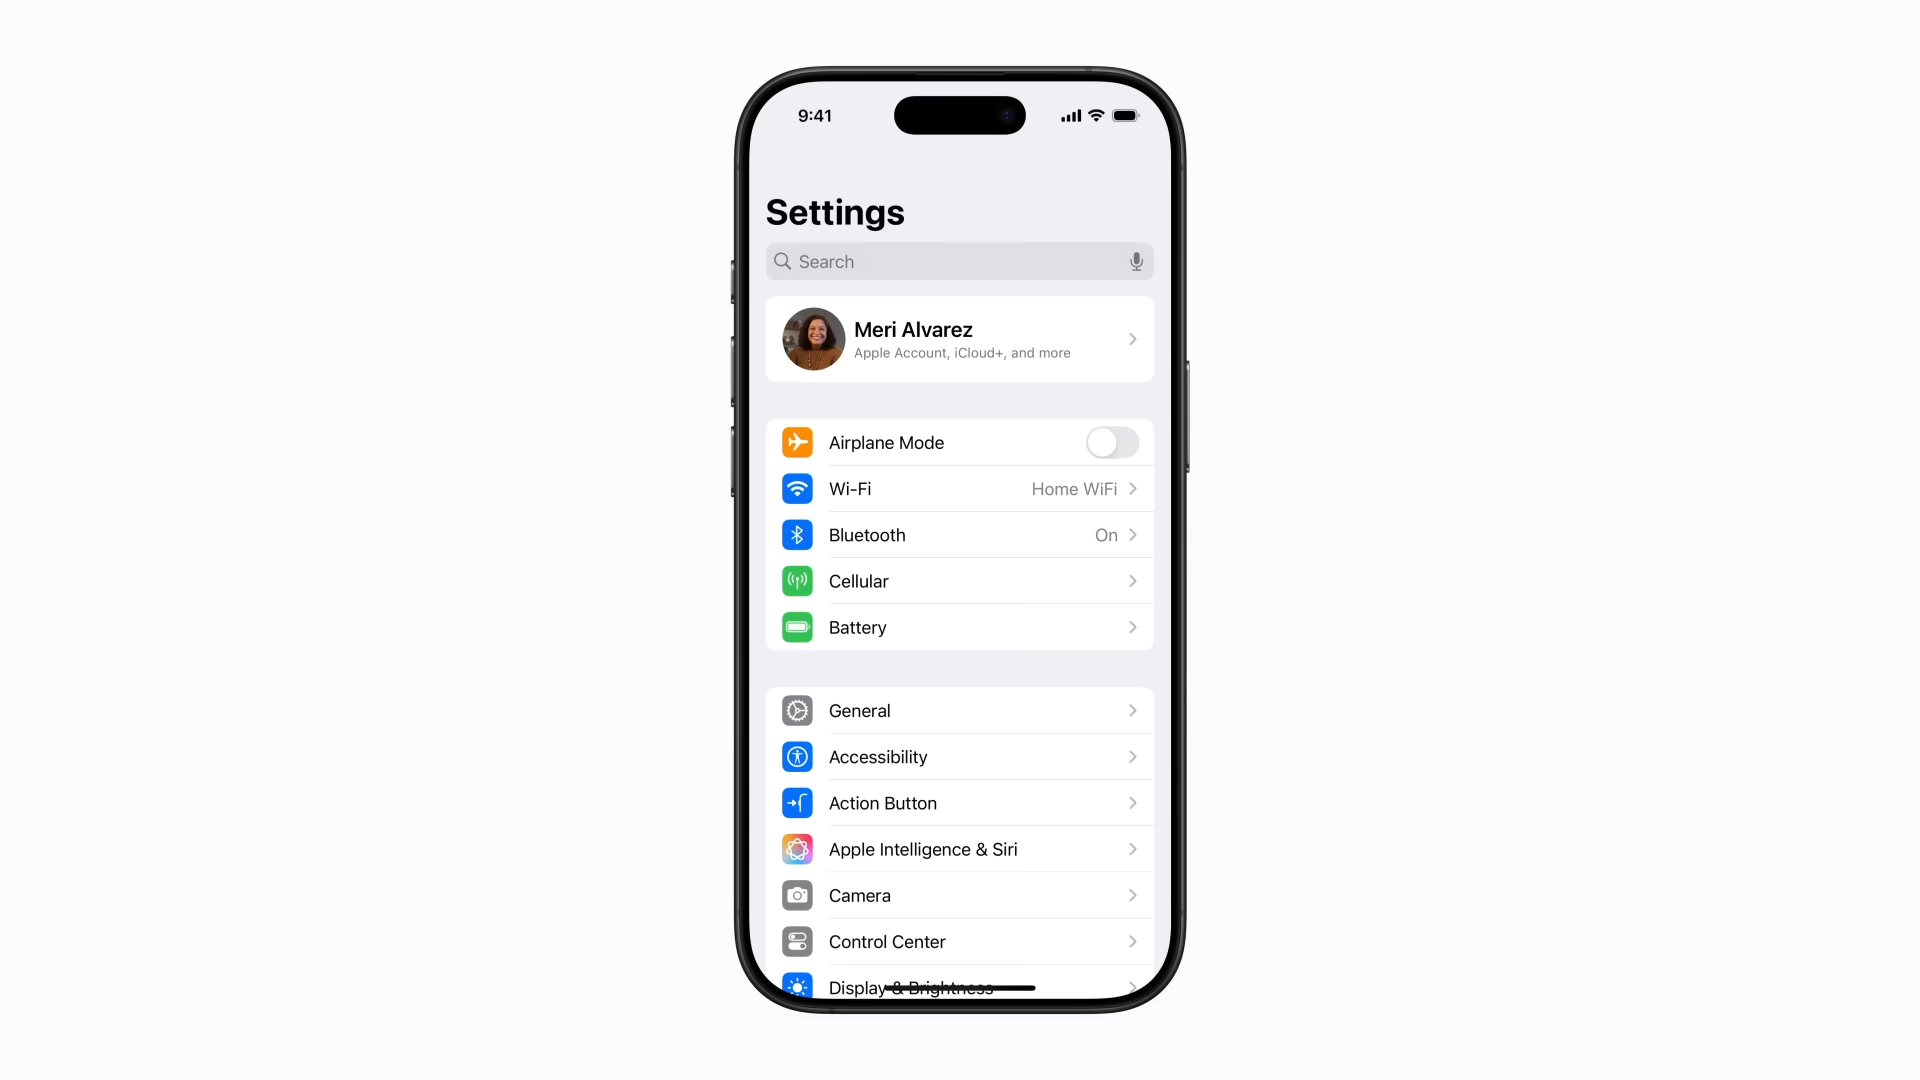 9:41
Settings
Search
Meri Alvarez
Apple Account, iCloud+, and more
Airplane Mode
Wi-Fi Home WiFi
Bluetooth On
Cellular
Battery
General
Accessibility
Action Button
Apple Intelligence & Siri
Camera
Control Center
Display & Brightness